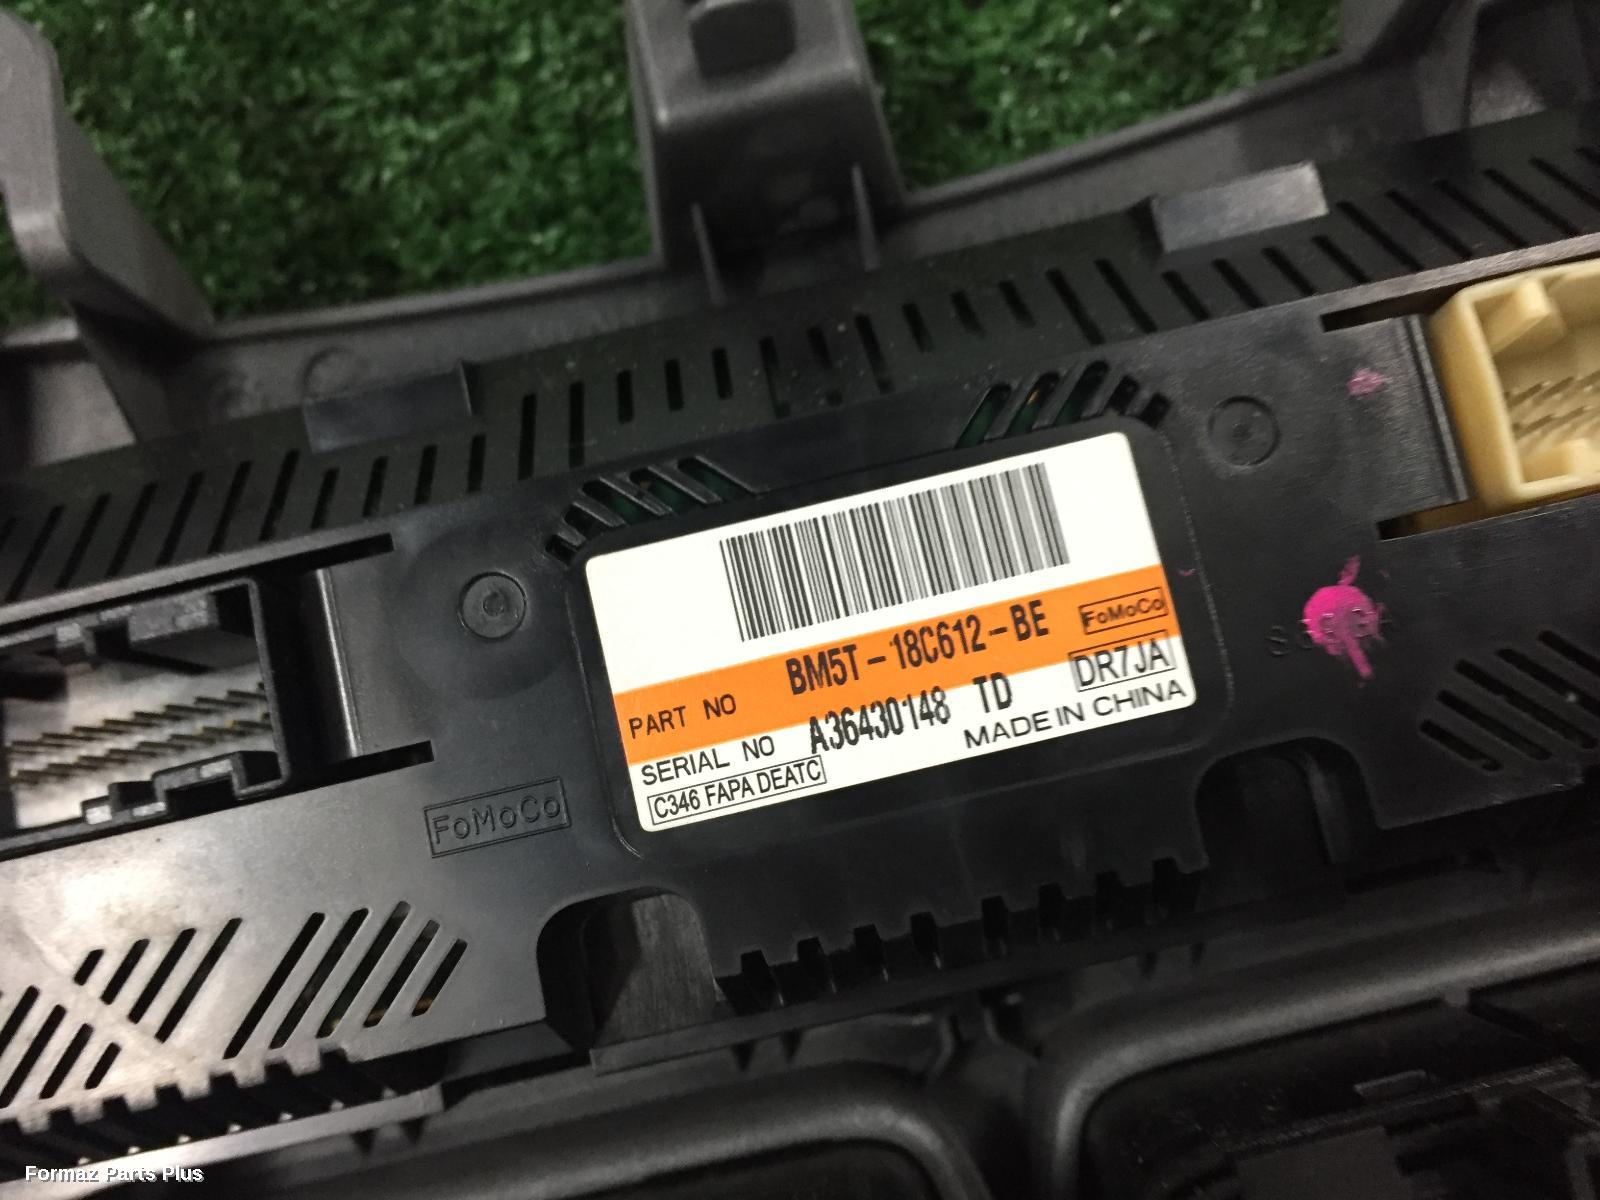 BM5T-18C612-BE FoMoCo
PART NO
A36430148 TD DR7JA
SERIAL NO MADE IN CHINA
C346 FAPA DEATC
FoMoCo
Formaz Parts Plus